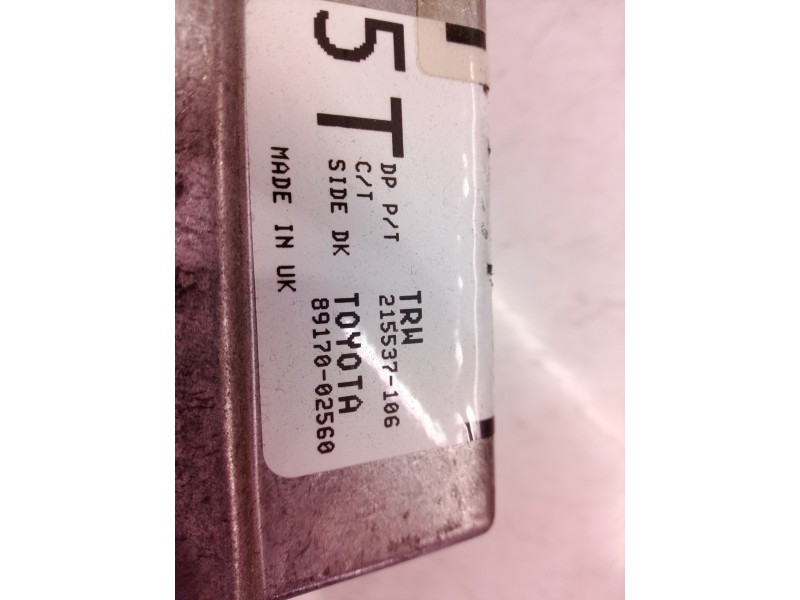 5T
DP P/T
C/T
SIDE DK
MADE IN UK
TRW
215537-106
TOYOTA
89170-02560